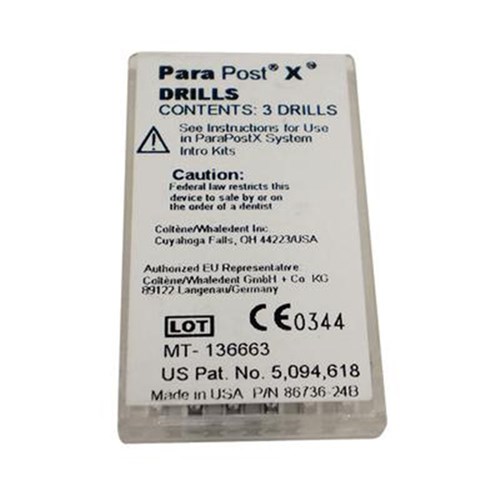 Para Post® X™
DRILLS
CONTENTS: 3 DRILLS
See Instructions for Use
in ParaPostX System
Intro Kits
Caution:
Federal law restricts this
device to sale by or on
the order of a dentist
Coltène/Whaledent Inc.
Cuyahoga Falls, OH 44223/USA
Authorized EU Representative:
Coltène/Whaledent GmbH + Co. KG
89122 Langenau/Germany
LOT CE0344
MT- 136663
US Pat. No. 5,094,618
Made in USA P/N 86736-24B